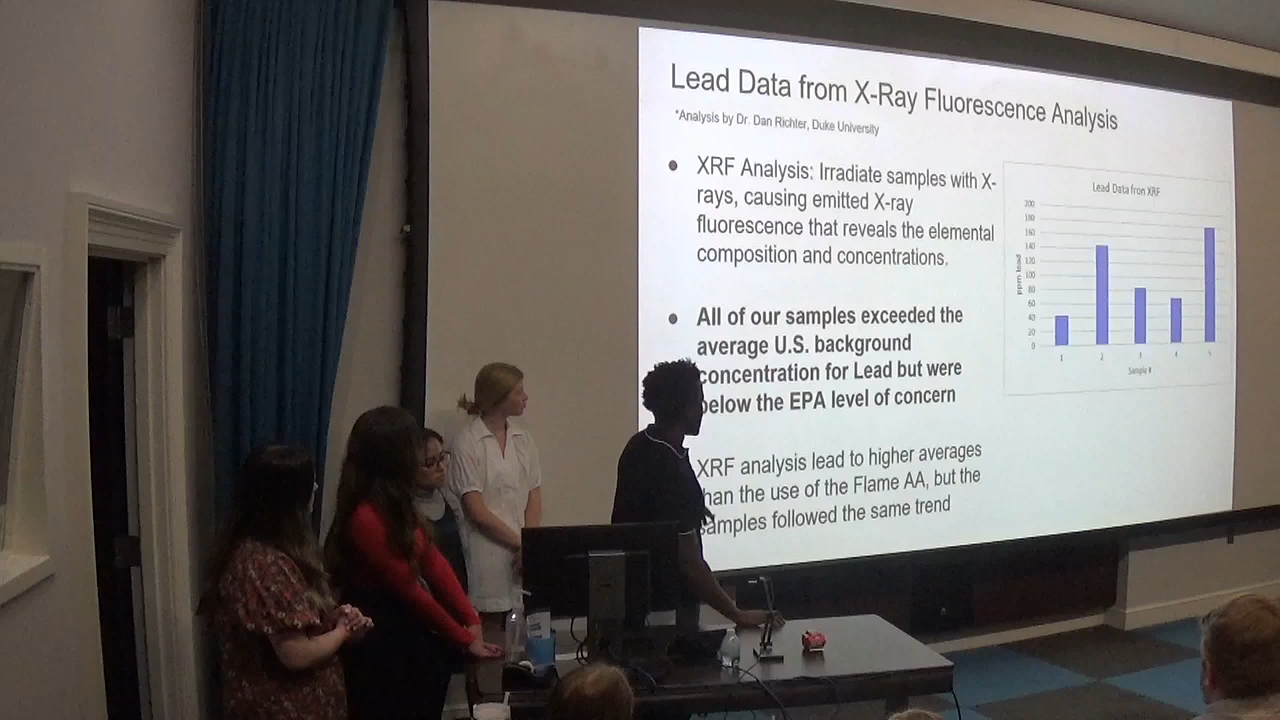 Lead Data from X-Ray Fluorescence Analysis
*Analysis by Dr. Dan Richter, Duke University
XRF Analysis: Irradiate samples with X-
rays, causing emitted X-ray
fluorescence that reveals the elemental
composition and concentrations.
All of our samples exceeded the
average U.S. background
concentration for Lead but were
below the EPA level of concern
XRF analysis lead to higher averages
than the use of the Flame AA, but the
samples followed the same trend
Lead Data from XRF
200
180
160
140
120
100
80
60
40
20
0
ppm lead
1 2 3 4 5
Sample #